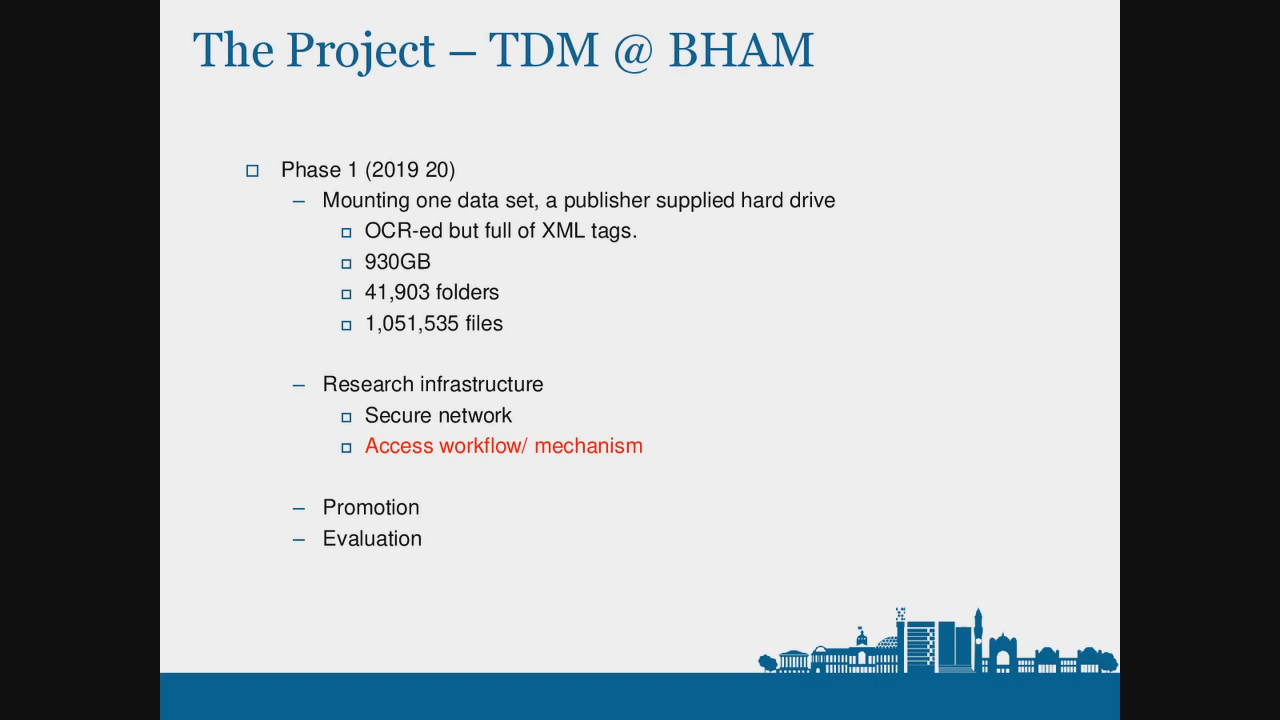 The Project – TDM @ BHAM
Phase 1 (2019 20)
– Mounting one data set, a publisher supplied hard drive
OCR-ed but full of XML tags.
930GB
41,903 folders
1,051,535 files
– Research infrastructure
Secure network
Access workflow/ mechanism
– Promotion
– Evaluation